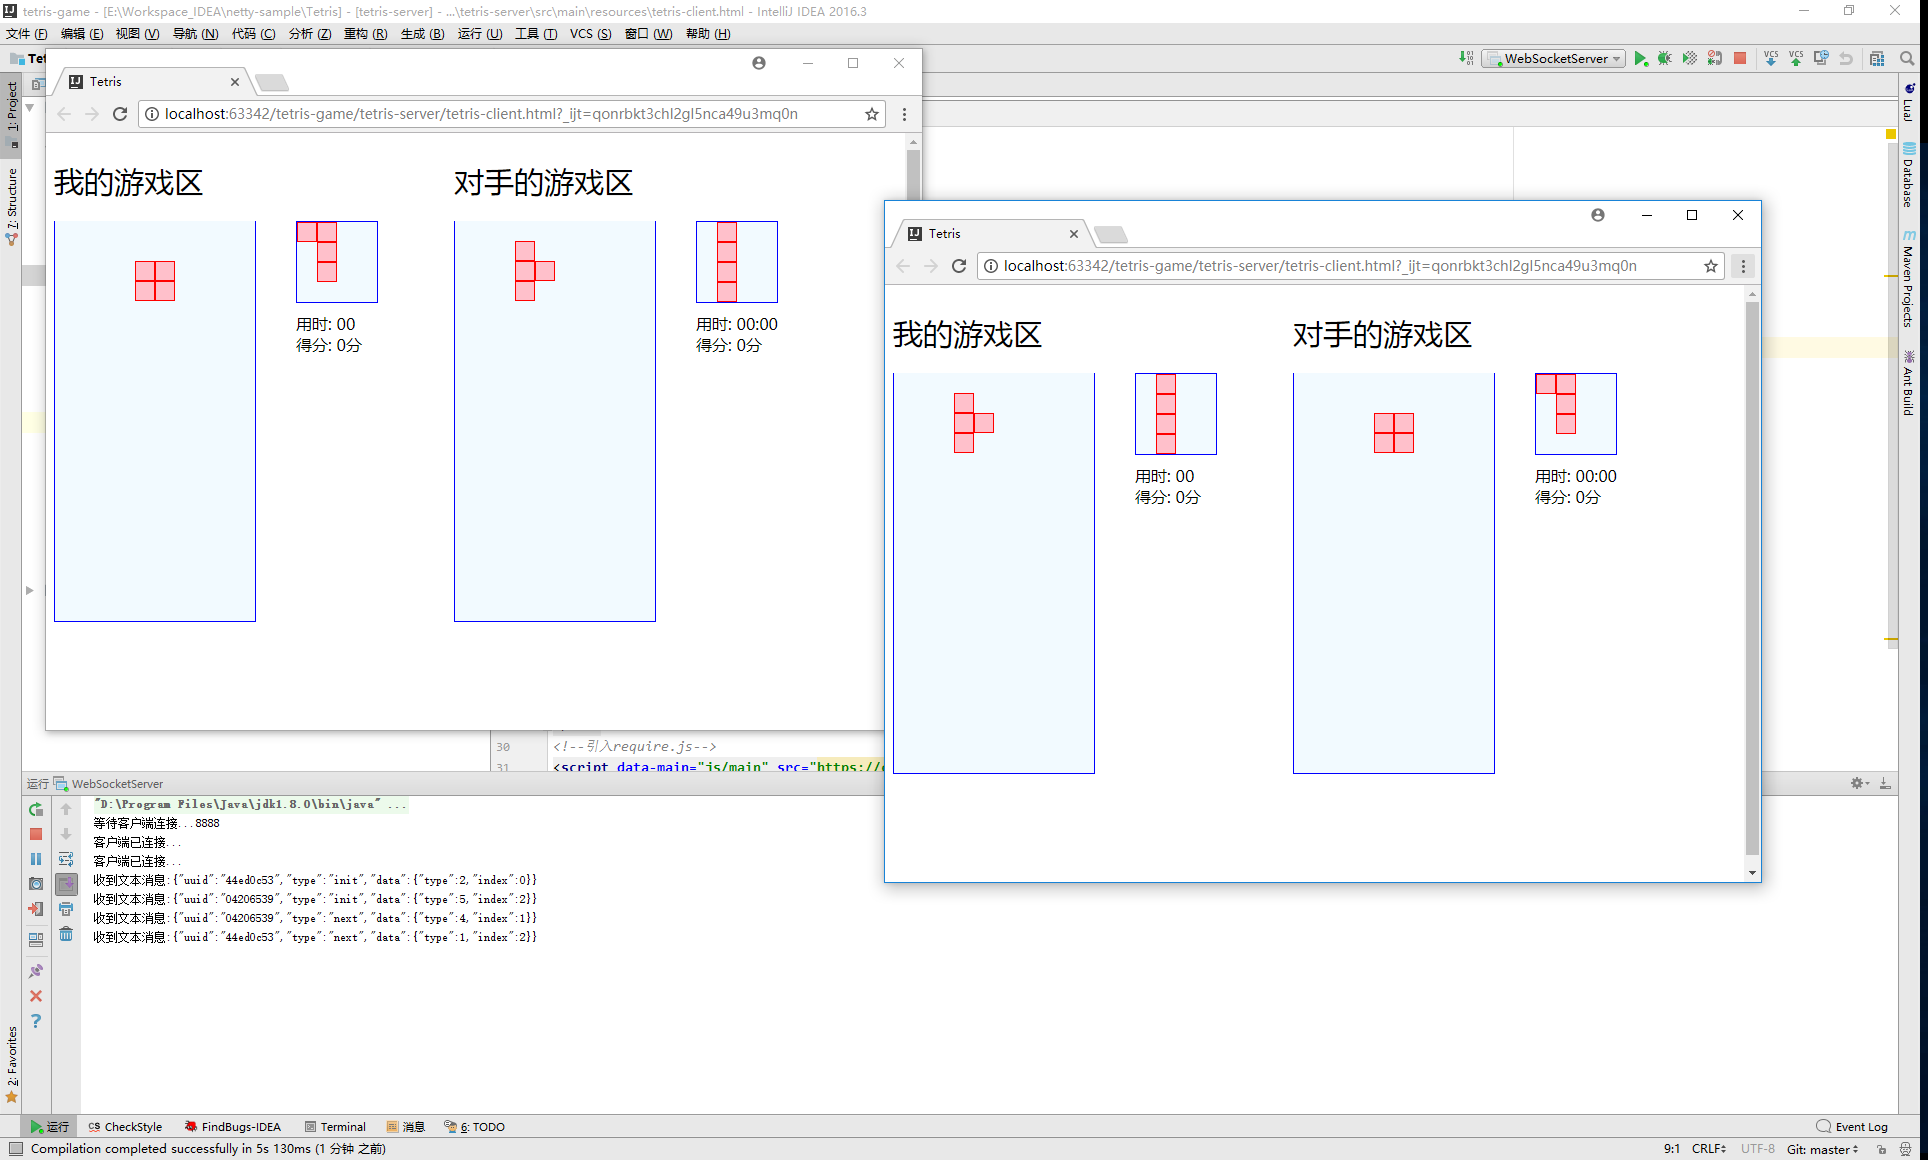 tetris-game - [E:\Workspace_IDEA\netty-sample\Tetris] - [tetris-server] - ...\tetris-server\src\main\resources\tetris-client.html - IntelliJ IDEA 2016.3
文件 (F) 编辑 (E) 视图 (V) 导航 (N) 代码 (C) 分析 (Z) 重构 (R) 生成 (B) 运行 (U) 工具 (T) VCS (S) 窗口 (W) 帮助 (H)
Tet
WebSocketServer
VCS VCS
1: Project
7: Structure
2: Favorites
LuaJ
Database
Maven Projects
Ant Build
Tetris
localhost:63342/tetris-game/tetris-server/tetris-client.html?_ijt=qonrbkt3chl2gl5nca49u3mq0n
我的游戏区 对手的游戏区
用时: 00 用时: 00:00
得分: 0分 得分: 0分
Tetris
localhost:63342/tetris-game/tetris-server/tetris-client.html?_ijt=qonrbkt3chl2gl5nca49u3mq0n
我的游戏区 对手的游戏区
用时: 00 用时: 00:00
得分: 0分 得分: 0分
30 <!--引入require.js-->
31 <script data-main="js/main" src="https://
运行 WebSocketServer
"D:\Program Files\Java\jdk1.8.0\bin\java" ...
等待客户端连接...8888
客户端已连接...
客户端已连接...
收到文本消息:{"uuid":"44ed0c53","type":"init","data":{"type":2,"index":0}}
收到文本消息:{"uuid":"04206539","type":"init","data":{"type":5,"index":2}}
收到文本消息:{"uuid":"04206539","type":"next","data":{"type":4,"index":1}}
收到文本消息:{"uuid":"44ed0c53","type":"next","data":{"type":1,"index":2}}
运行 CS CheckStyle FindBugs-IDEA Terminal 消息 6: TODO Event Log
Compilation completed successfully in 5s 130ms (1 分钟 之前) 9:1 CRLF UTF-8 Git: master